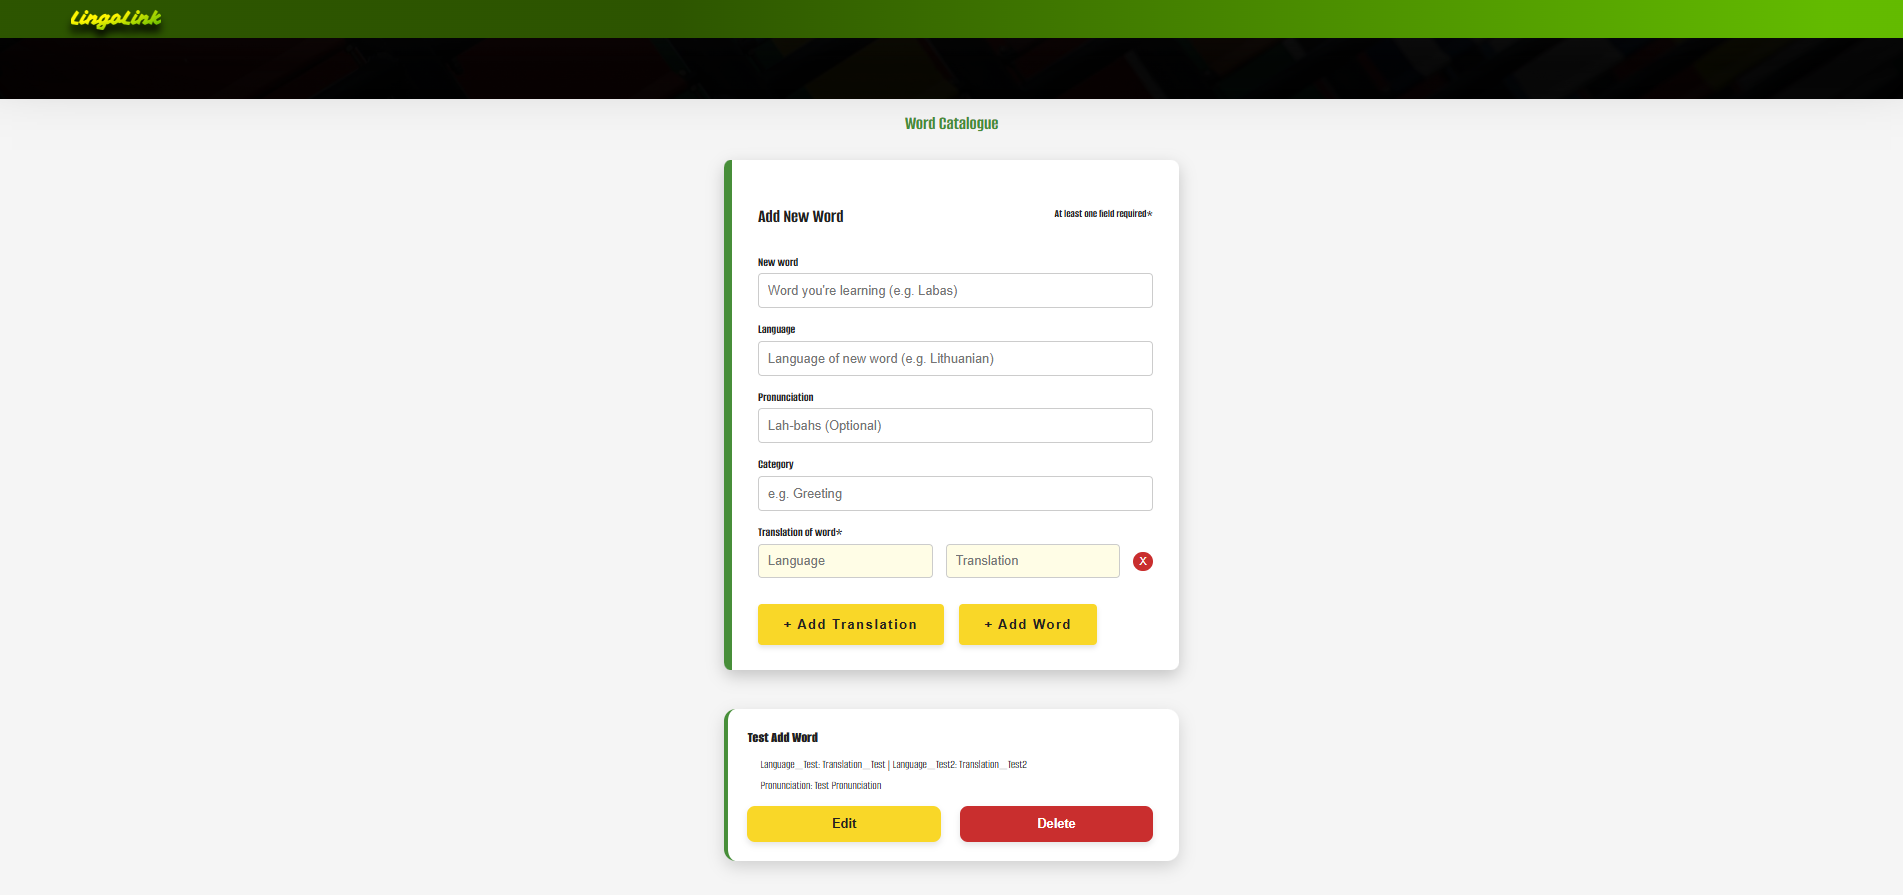 LingoLink
Word Catalogue
Add New Word
At least one field required*
New word
Word you're learning (e.g. Labas)
Language
Language of new word (e.g. Lithuanian)
Pronunciation
Lah-bahs (Optional)
Category
e.g. Greeting
Translation of word*
Language Translation X
+ Add Translation + Add Word
Test Add Word
Language_Test: Translation_Test | Language_Test2: Translation_Test2
Pronunciation: Test Pronunciation
Edit Delete